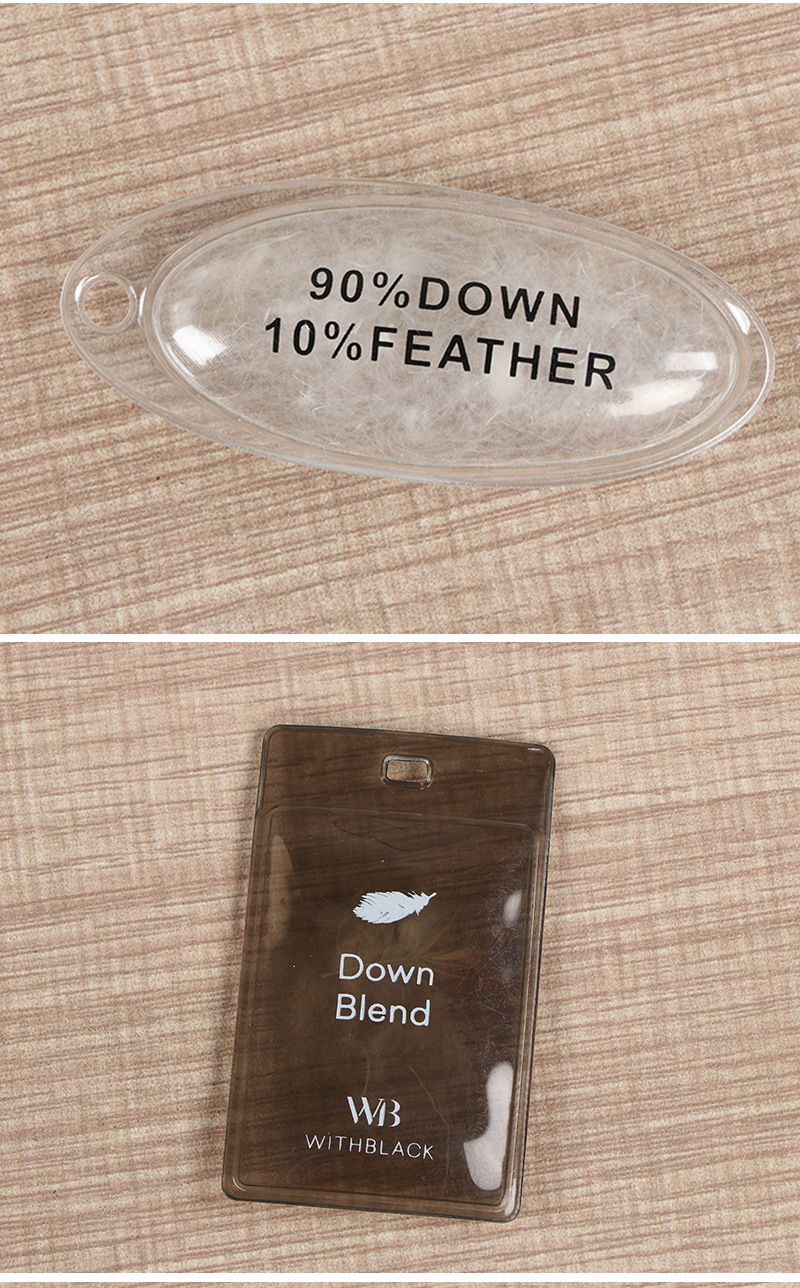 90%DOWN
10%FEATHER
Down
Blend
WB
WiTHBLACK